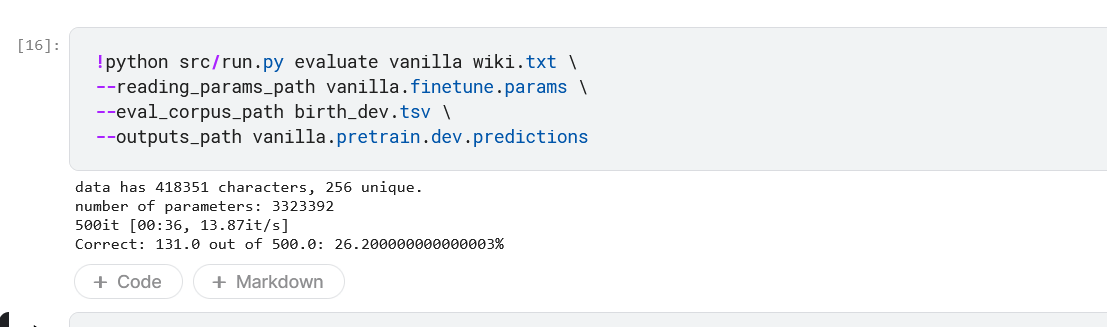 [16]:
!python src/run.py evaluate vanilla wiki.txt \
--reading_params_path vanilla.finetune.params \
--eval_corpus_path birth_dev.tsv \
--outputs_path vanilla.pretrain.dev.predictions
data has 418351 characters, 256 unique.
number of parameters: 3323392
500it [00:36, 13.87it/s]
Correct: 131.0 out of 500.0: 26.200000000000003%
+ Code + Markdown